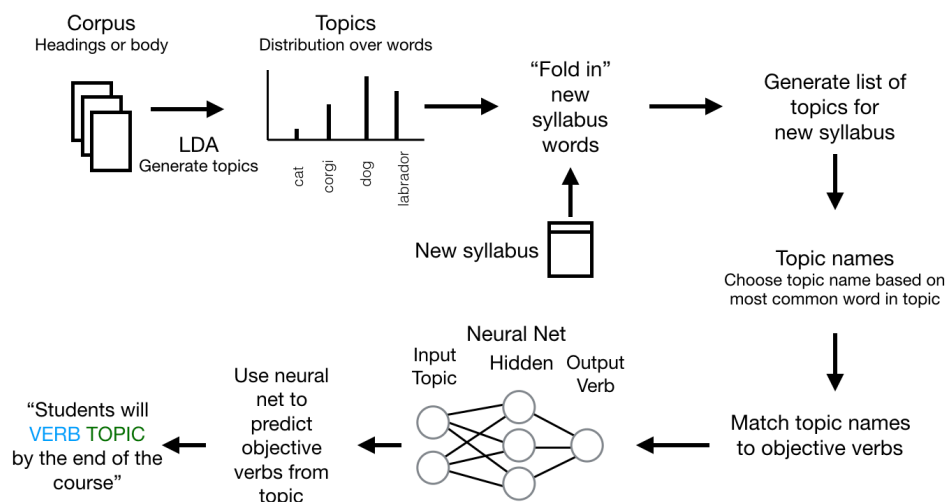 Corpus
Headings or body
LDA
Generate topics
Topics
Distribution over words
cat
corgi
dog
labrador
“Fold in”
new
syllabus
words
New syllabus
Generate list of
topics for
new syllabus
Topic names
Choose topic name based on
most common word in topic
Match topic names
to objective verbs
Neural Net
Input
Topic
Hidden
Output
Verb
Use neural
net to
predict
objective
verbs from
topic
“Students will
VERB TOPIC
by the end of the
course”